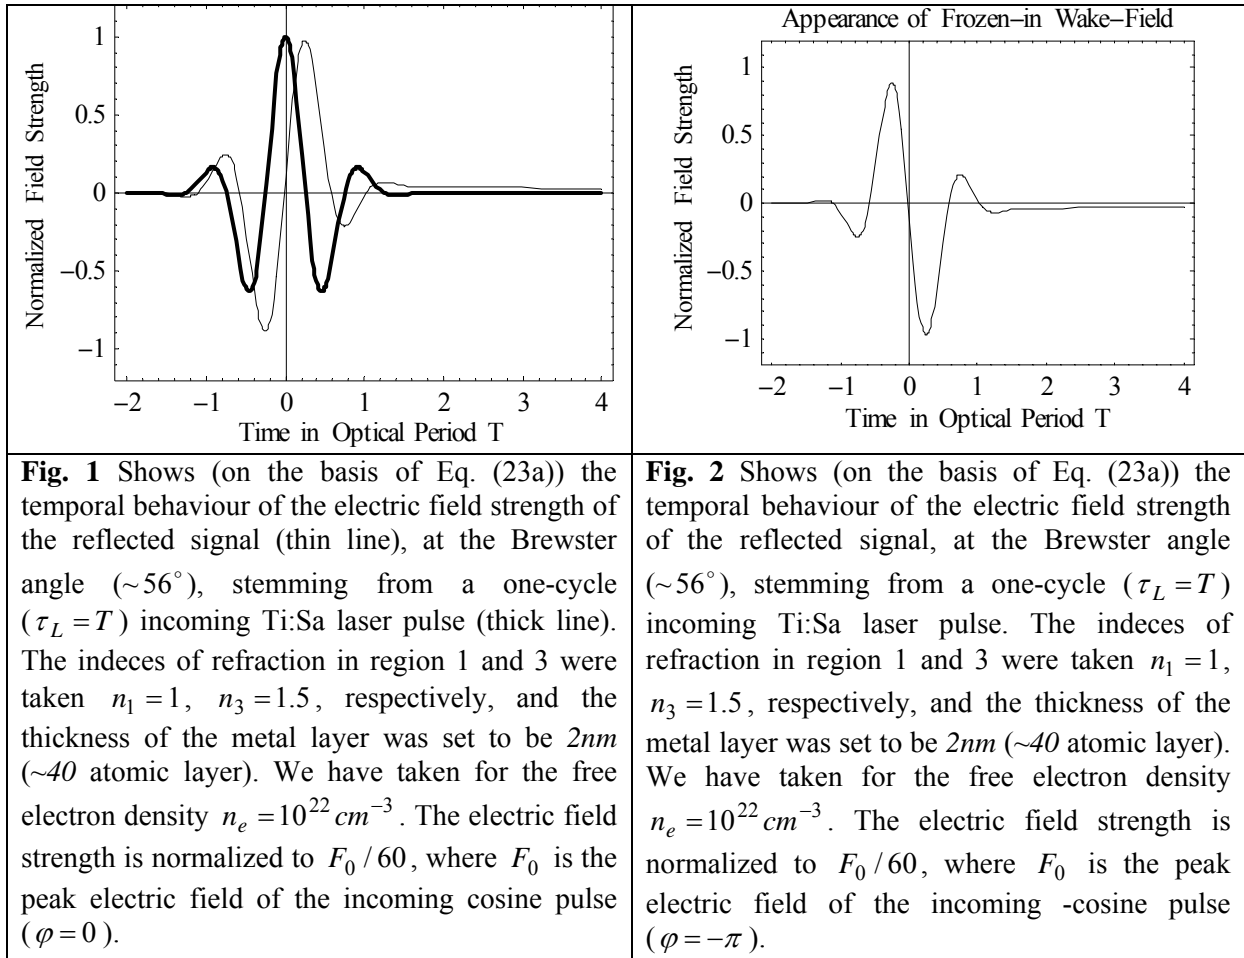 Normalized Field Strength
1
0.5
0
−0.5
−1
−2 −1 0 1 2 3 4
Time in Optical Period T
Fig. 1 Shows (on the basis of Eq. (23a)) the
temporal behaviour of the electric field strength of
the reflected signal (thin line), at the Brewster
angle (~56°), stemming from a one-cycle
(τ_L = T) incoming Ti:Sa laser pulse (thick line).
The indeces of refraction in region 1 and 3 were
taken n₁ = 1, n₃ = 1.5, respectively, and the
thickness of the metal layer was set to be 2nm
(~40 atomic layer). We have taken for the free
electron density n_e = 10²² cm⁻³. The electric field
strength is normalized to F₀ / 60, where F₀ is the
peak electric field of the incoming cosine pulse
(φ = 0).
Appearance of Frozen−in Wake−Field
Normalized Field Strength
1
0.5
0
−0.5
−1
−2 −1 0 1 2 3 4
Time in Optical Period T
Fig. 2 Shows (on the basis of Eq. (23a)) the
temporal behaviour of the electric field strength
of the reflected signal, at the Brewster angle
(~56°), stemming from a one-cycle (τ_L = T)
incoming Ti:Sa laser pulse. The indeces of
refraction in region 1 and 3 were taken n₁ = 1,
n₃ = 1.5, respectively, and the thickness of the
metal layer was set to be 2nm (~40 atomic layer).
We have taken for the free electron density
n_e = 10²² cm⁻³. The electric field strength is
normalized to F₀ / 60, where F₀ is the peak
electric field of the incoming -cosine pulse
(φ = −π).